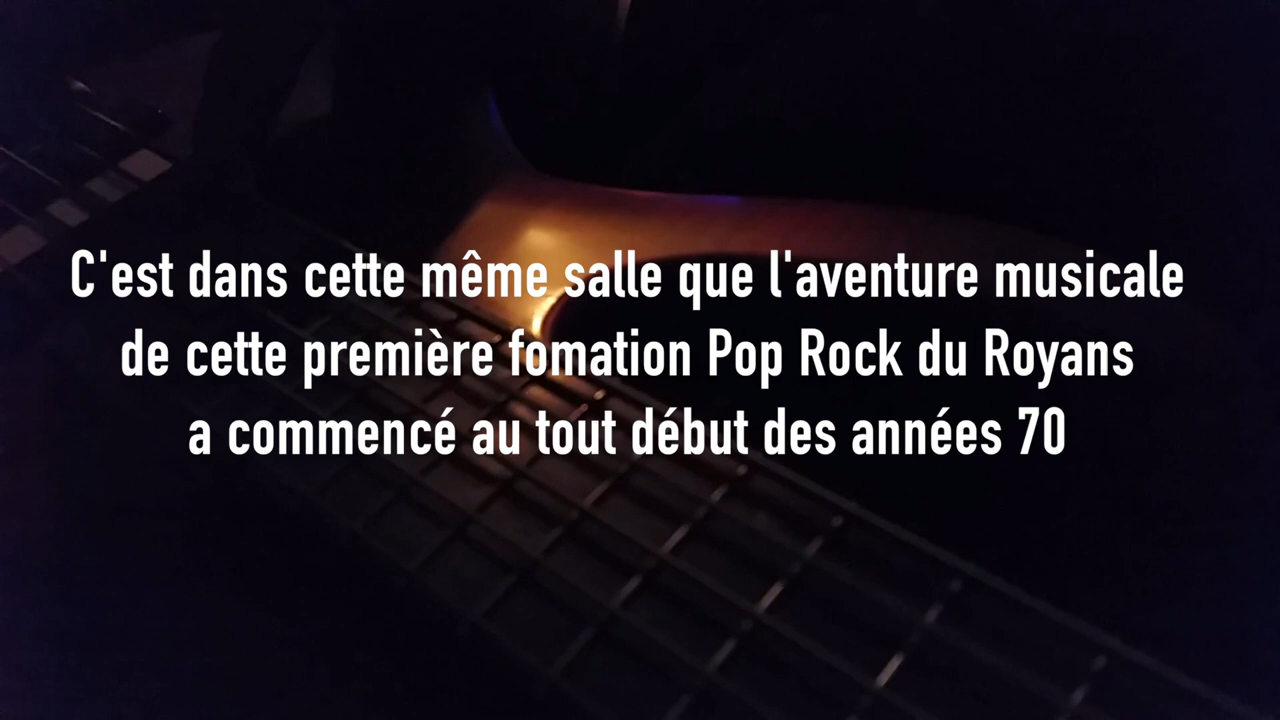 C'est dans cette même salle que l'aventure musicale
de cette première fomation Pop Rock du Royans
a commencé au tout début des années 70